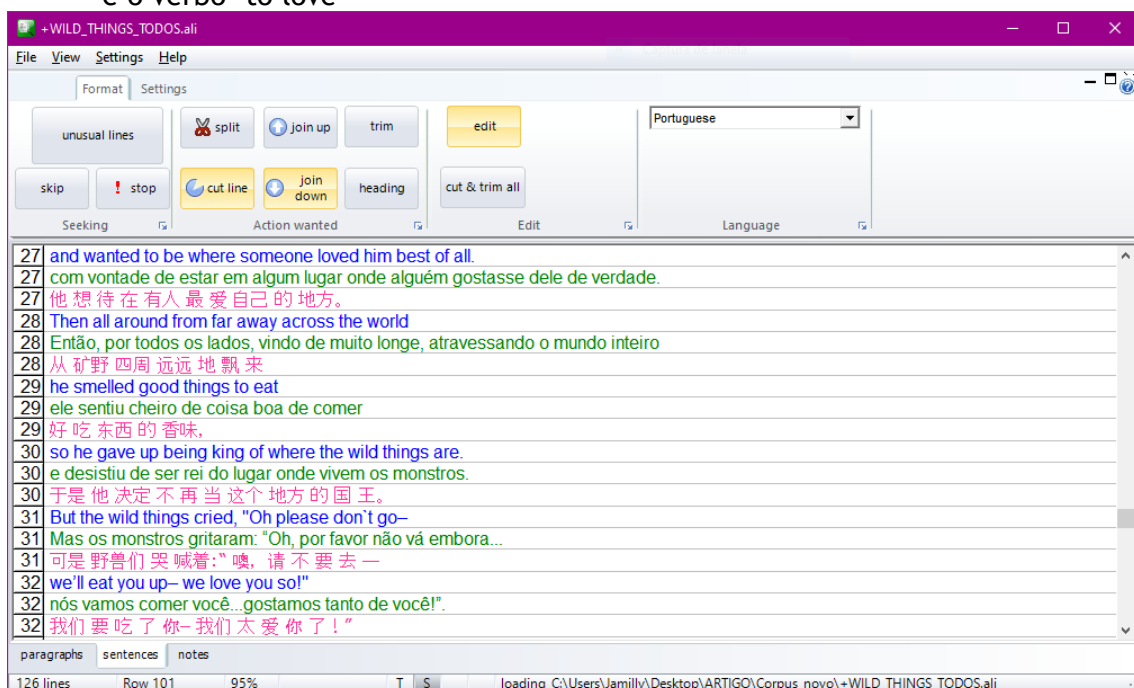 e o verbo "to love"
+WILD_THINGS_TODOS.ali
File View Settings Help
Format Settings
unusual lines split join up trim edit Portuguese
skip ! stop cut line join down heading cut & trim all
Seeking Action wanted Edit Language
27 and wanted to be where someone loved him best of all.
27 com vontade de estar em algum lugar onde alguém gostasse dele de verdade.
27 他 想 待 在 有人 最 爱 自己 的 地方。
28 Then all around from far away across the world
28 Então, por todos os lados, vindo de muito longe, atravessando o mundo inteiro
28 从 矿野 四周 远远 地 飘 来
29 he smelled good things to eat
29 ele sentiu cheiro de coisa boa de comer
29 好 吃 东西 的 香味,
30 so he gave up being king of where the wild things are.
30 e desistiu de ser rei do lugar onde vivem os monstros.
30 于是 他 决定 不 再 当 这个 地方 的 国 王。
31 But the wild things cried, "Oh please don`t go–
31 Mas os monstros gritaram: “Oh, por favor não vá embora...
31 可是 野兽们 哭 喊着:“ 噢, 请 不 要 去 —
32 we’ll eat you up– we love you so!"
32 nós vamos comer você...gostamos tanto de você!”.
32 我们 要 吃 了 你– 我们 太 爱 你 了 ! ”
paragraphs sentences notes
126 lines Row 101 95% T S loading C:\Users\Jamilly\Desktop\ARTIGO\Corpus novo\+WILD THINGS TODOS.ali